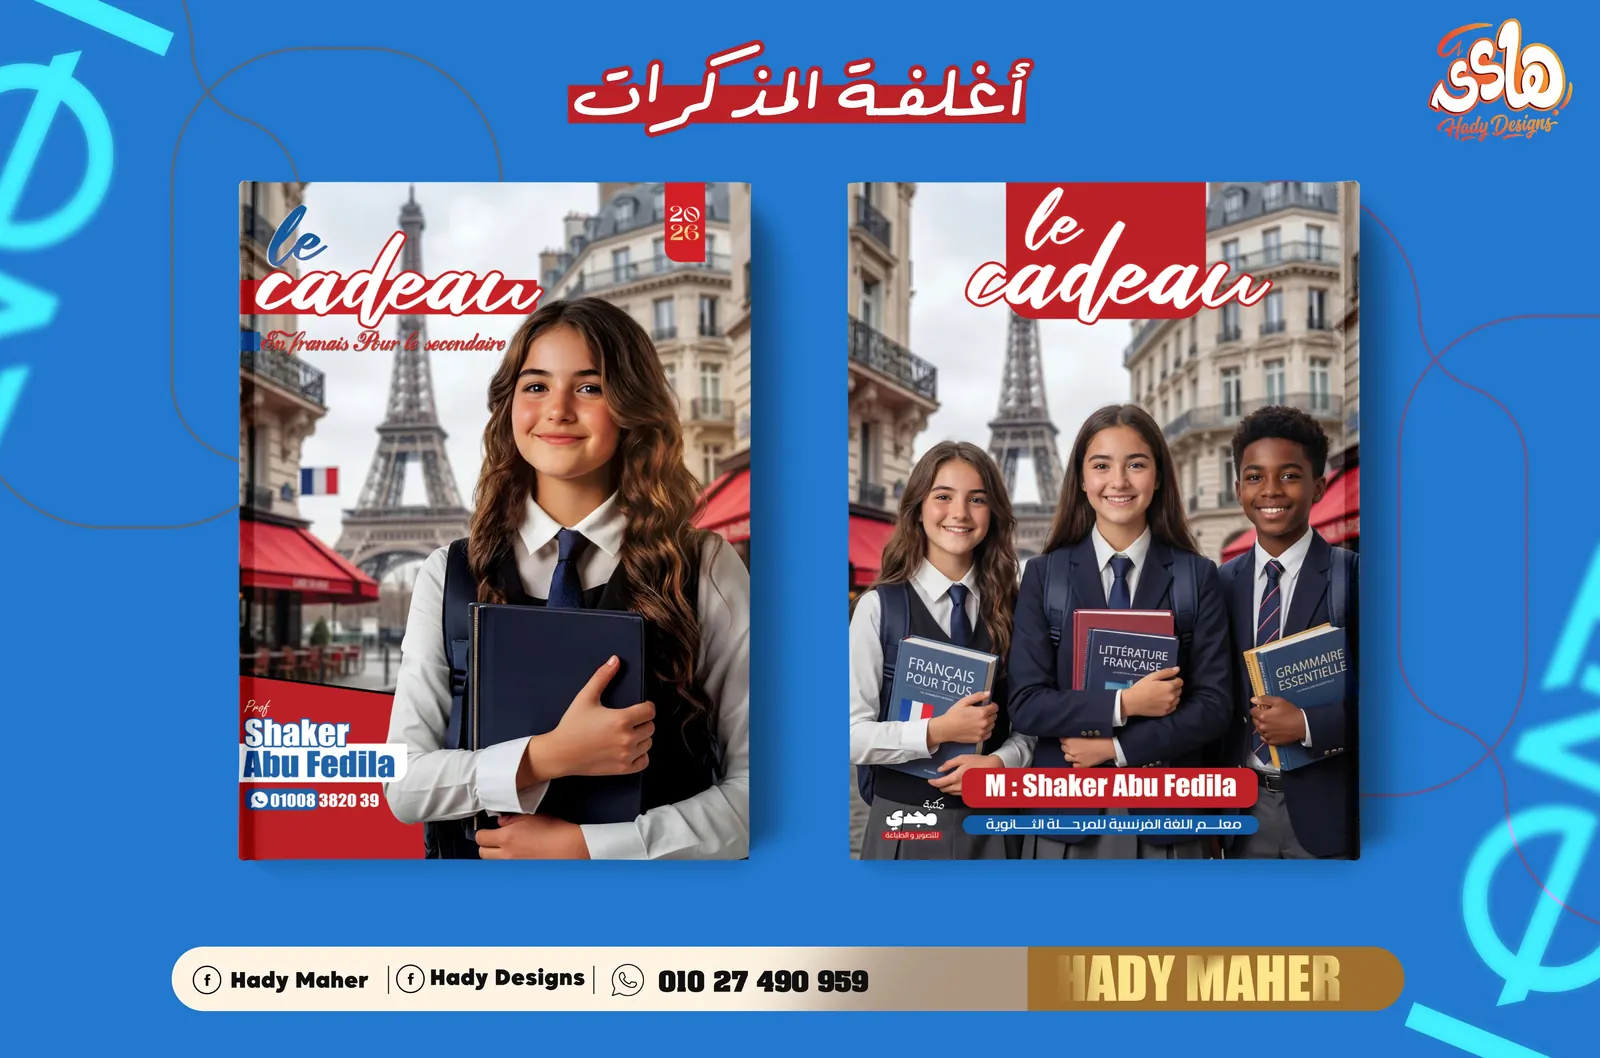 أغلفة المذكرات
هادى
Hady Designs
le
cadeau
En franais Pour le secondaire
20
26
Prof
Shaker
Abu Fedila
01008 3820 39
le
cadeau
FRANÇAIS
POUR TOUS
LITTÉRATURE
FRANÇAISE
GRAMMAIRE
ESSENTIELLE
M : Shaker Abu Fedila
معلم اللغة الفرنسية للمرحلة الثانوية
مكتبة
مجدي
للتصوير و الطباعة
Hady Maher
Hady Designs
010 27 490 959
HADY MAHER